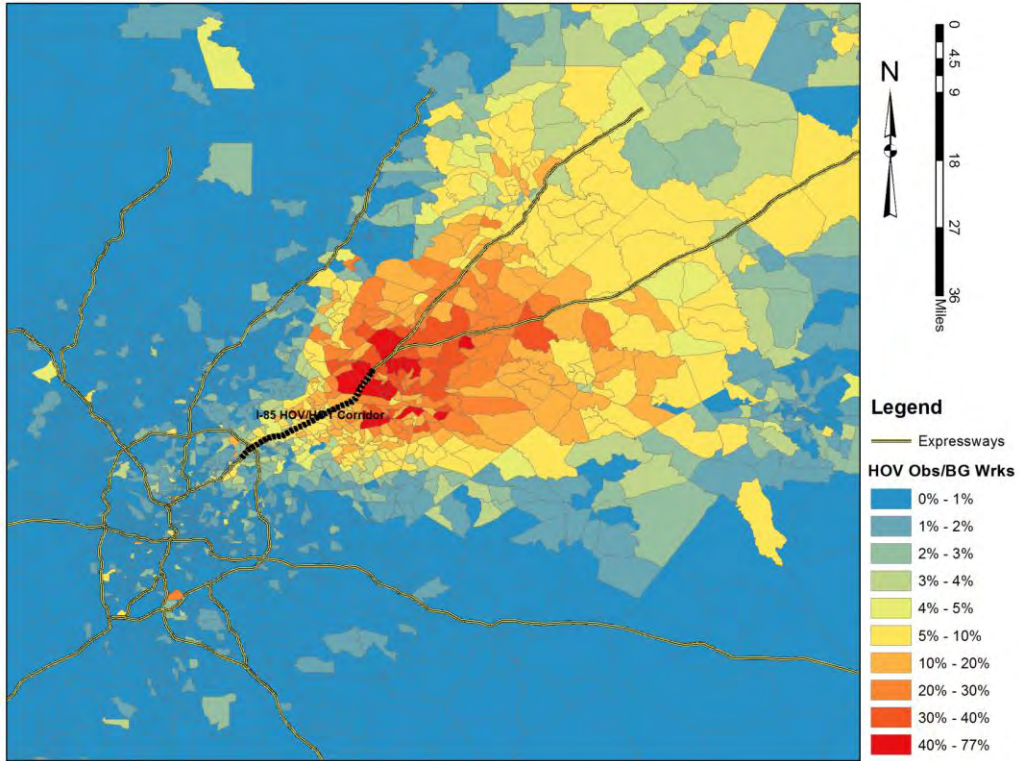 I-85 HOV/HOT Corridor
N
0
4.5
9
18
27
36
Miles
Legend
Expressways
HOV Obs/BG Wrks
0% - 1%
1% - 2%
2% - 3%
3% - 4%
4% - 5%
5% - 10%
10% - 20%
20% - 30%
30% - 40%
40% - 77%